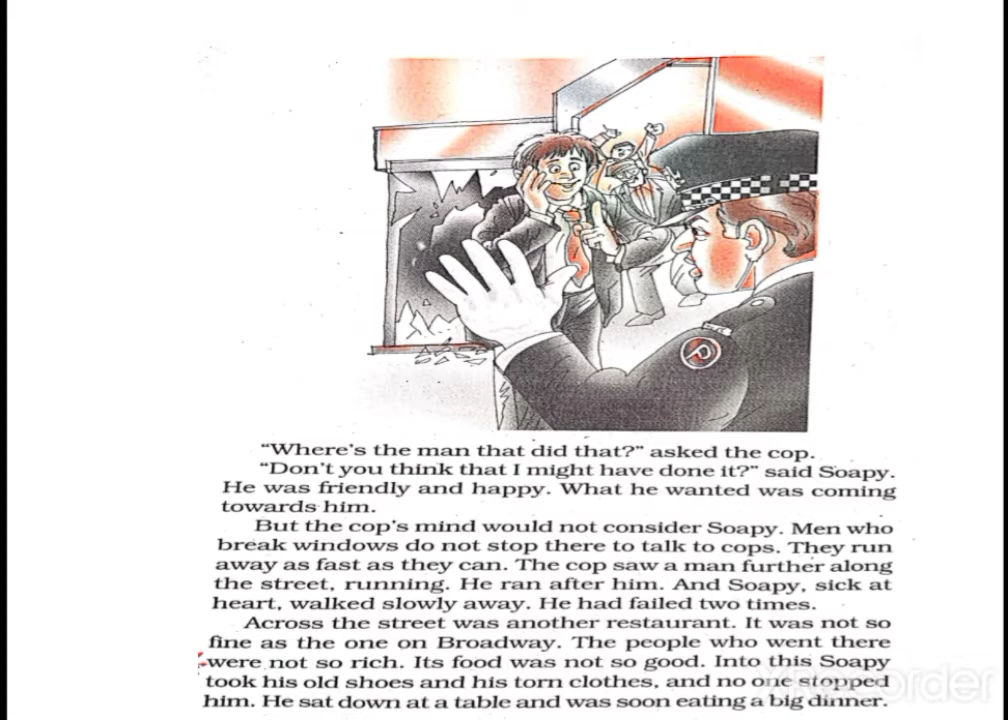 "Where's the man that did that?" asked the cop.
"Don't you think that I might have done it?" said Soapy.
He was friendly and happy. What he wanted was coming
towards him.
But the cop's mind would not consider Soapy. Men who
break windows do not stop there to talk to cops. They run
away as fast as they can. The cop saw a man further along
the street, running. He ran after him. And Soapy, sick at
heart, walked slowly away. He had failed two times.
Across the street was another restaurant. It was not so
fine as the one on Broadway. The people who went there
were not so rich. Its food was not so good. Into this Soapy
took his old shoes and his torn clothes, and no one stopped
him. He sat down at a table and was soon eating a big dinner.
XRecorder